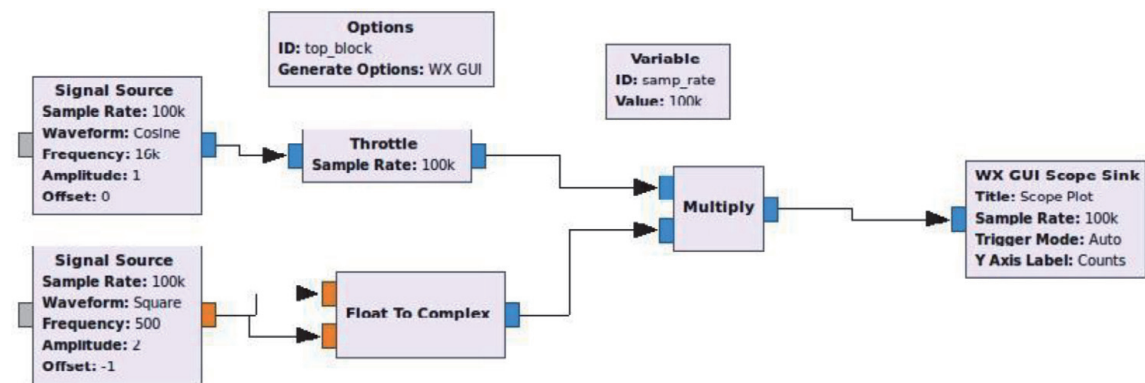 Options
ID: top_block
Generate Options: WX GUI
Variable
ID: samp_rate
Value: 100k
Signal Source
Sample Rate: 100k
Waveform: Cosine
Frequency: 16k
Amplitude: 1
Offset: 0
Throttle
Sample Rate: 100k
Multiply
WX GUI Scope Sink
Title: Scope Plot
Sample Rate: 100k
Trigger Mode: Auto
Y Axis Label: Counts
Signal Source
Sample Rate: 100k
Waveform: Square
Frequency: 500
Amplitude: 2
Offset: -1
Float To Complex